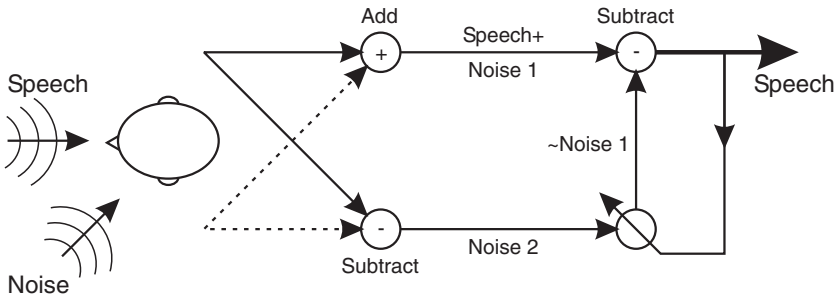 Add
Subtract
+
Speech+
-
Noise 1
Speech
Speech
~Noise 1
-
Noise 2
Subtract
Noise